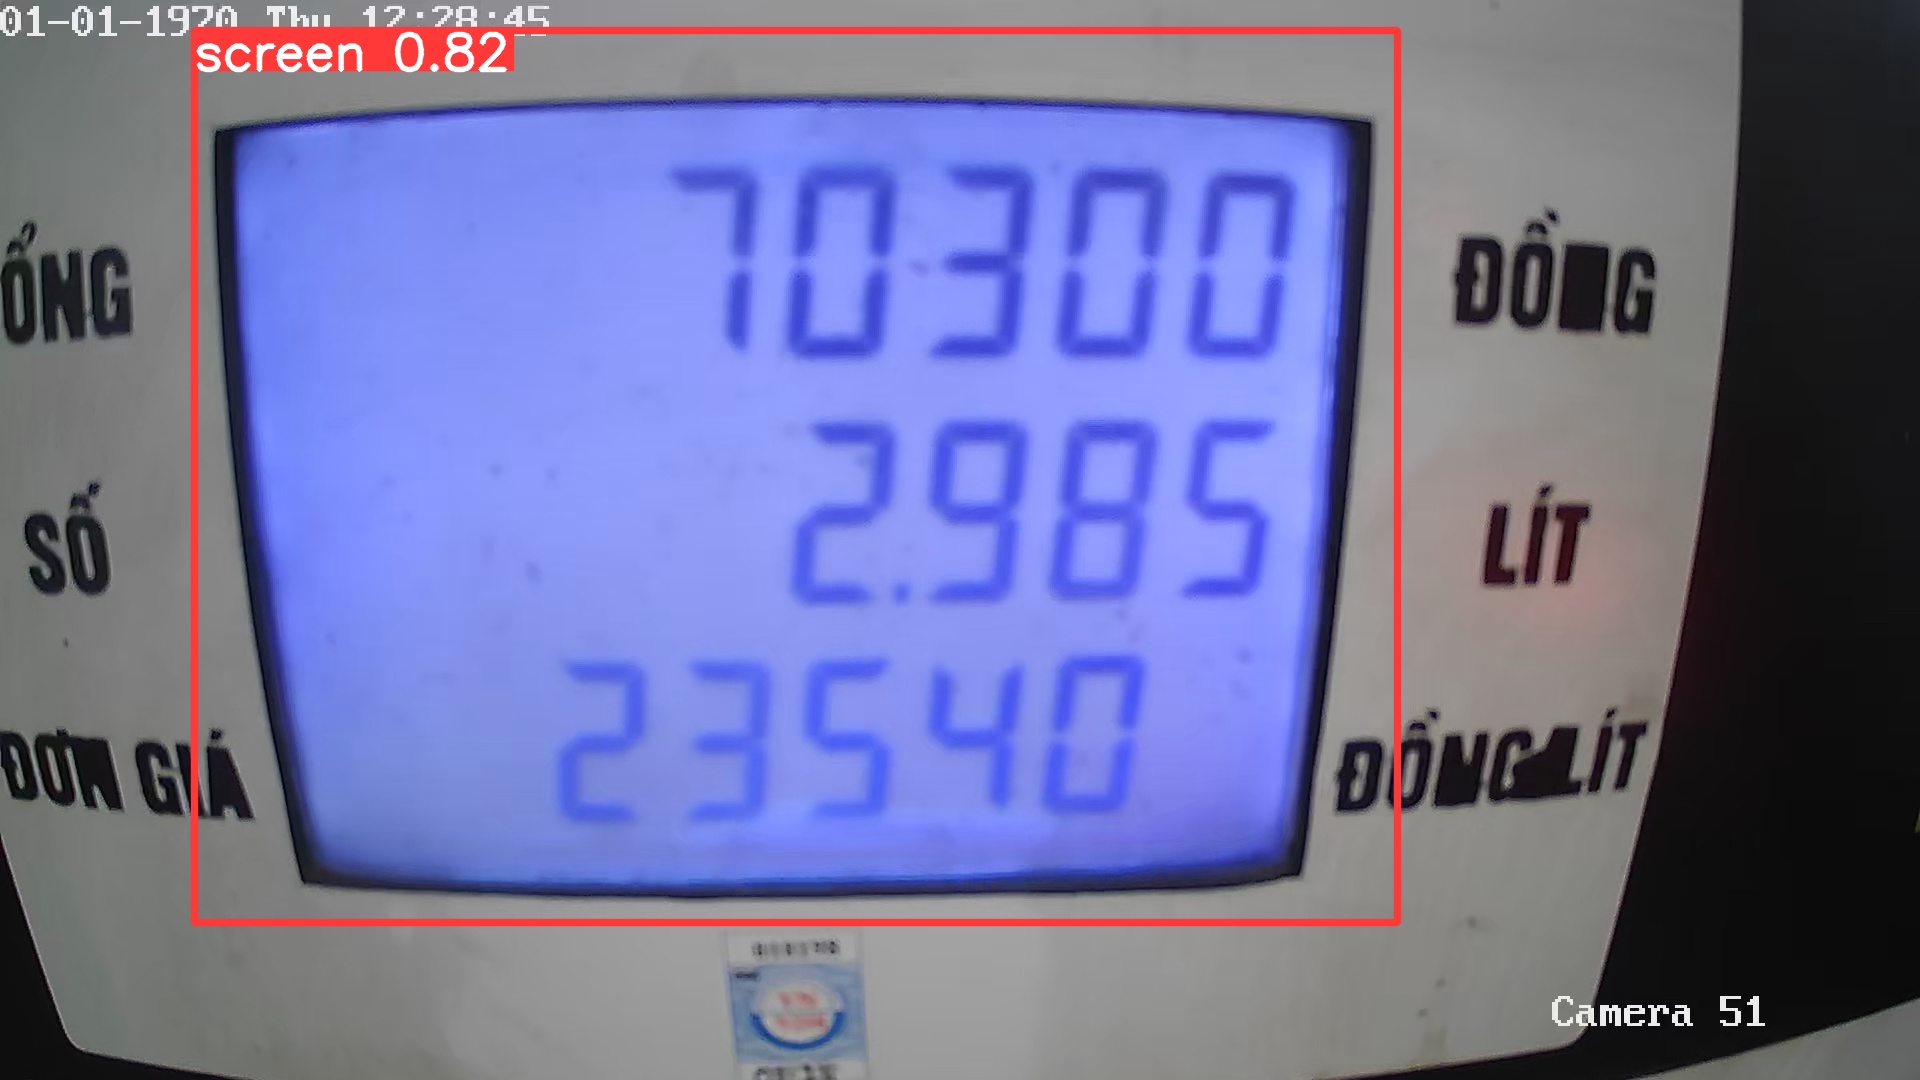 01-01-1970 Thu 12:28:45
screen 0.82
ỔNG 70300 ĐỒNG
SỐ 2.985 LÍT
ĐƠN GIÁ 23540 ĐỒNG/LÍT
Camera 51